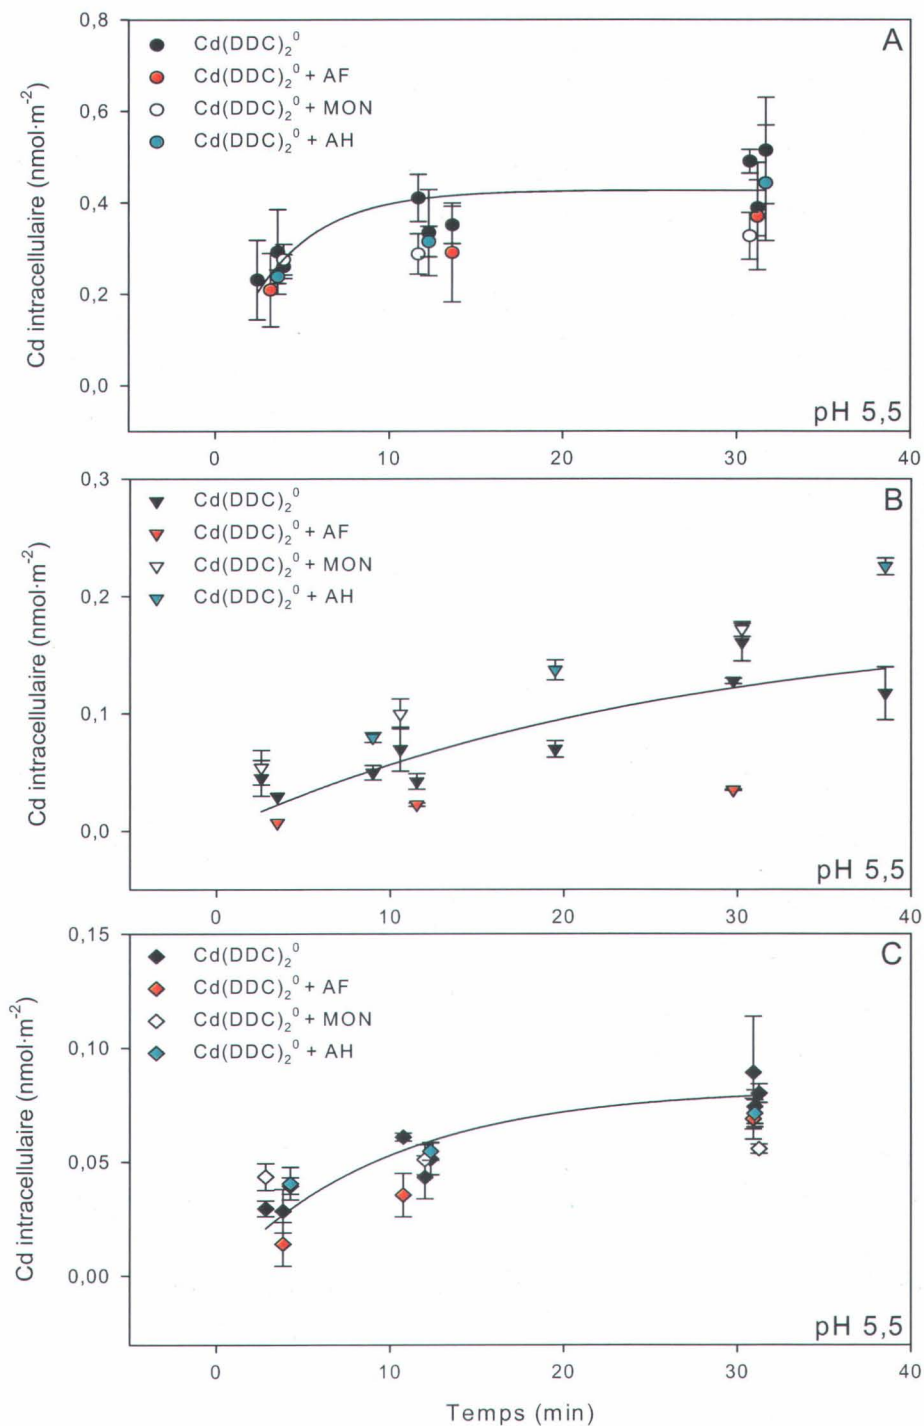 A
Cd(DDC)₂⁰
Cd(DDC)₂⁰ + AF
Cd(DDC)₂⁰ + MON
Cd(DDC)₂⁰ + AH
Cd intracellulaire (nmol·m⁻²)
0,8
0,6
0,4
0,2
0,0
pH 5,5
0 10 20 30 40
B
Cd(DDC)₂⁰
Cd(DDC)₂⁰ + AF
Cd(DDC)₂⁰ + MON
Cd(DDC)₂⁰ + AH
Cd intracellulaire (nmol·m⁻²)
0,3
0,2
0,1
0,0
pH 5,5
0 10 20 30 40
C
Cd(DDC)₂⁰
Cd(DDC)₂⁰ + AF
Cd(DDC)₂⁰ + MON
Cd(DDC)₂⁰ + AH
Cd intracellulaire (nmol·m⁻²)
0,15
0,10
0,05
0,00
pH 5,5
0 10 20 30 40
Temps (min)